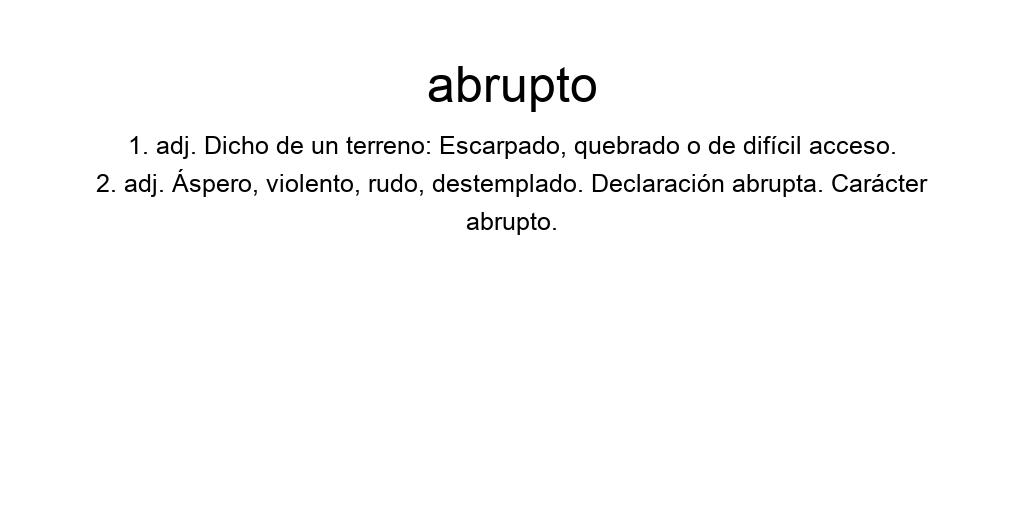 abrupto
1. adj. Dicho de un terreno: Escarpado, quebrado o de difícil acceso.
2. adj. Áspero, violento, rudo, destemplado. Declaración abrupta. Carácter
abrupto.